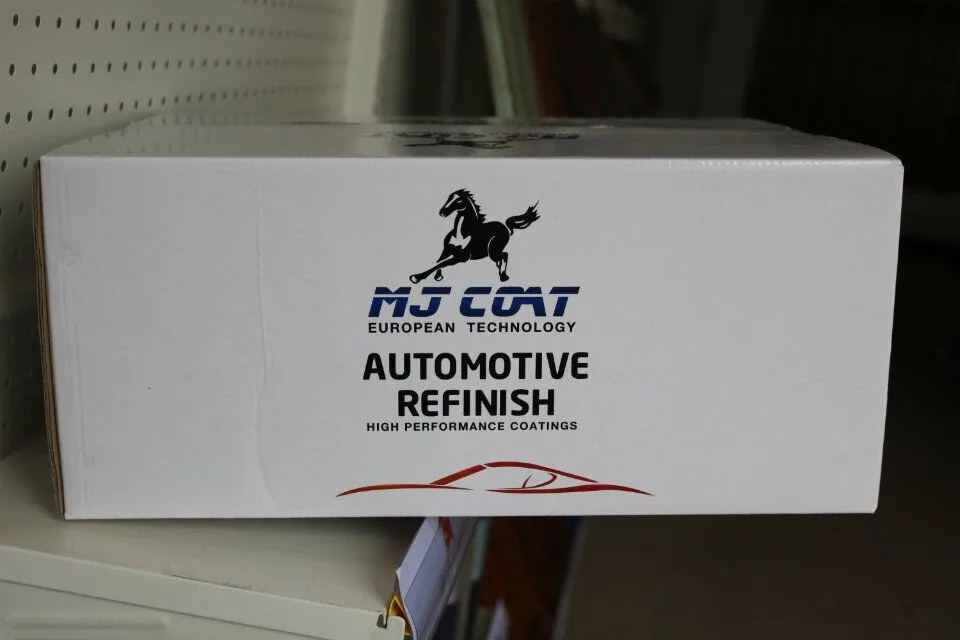 MJ COAT
EUROPEAN TECHNOLOGY
AUTOMOTIVE
REFINISH
HIGH PERFORMANCE COATINGS